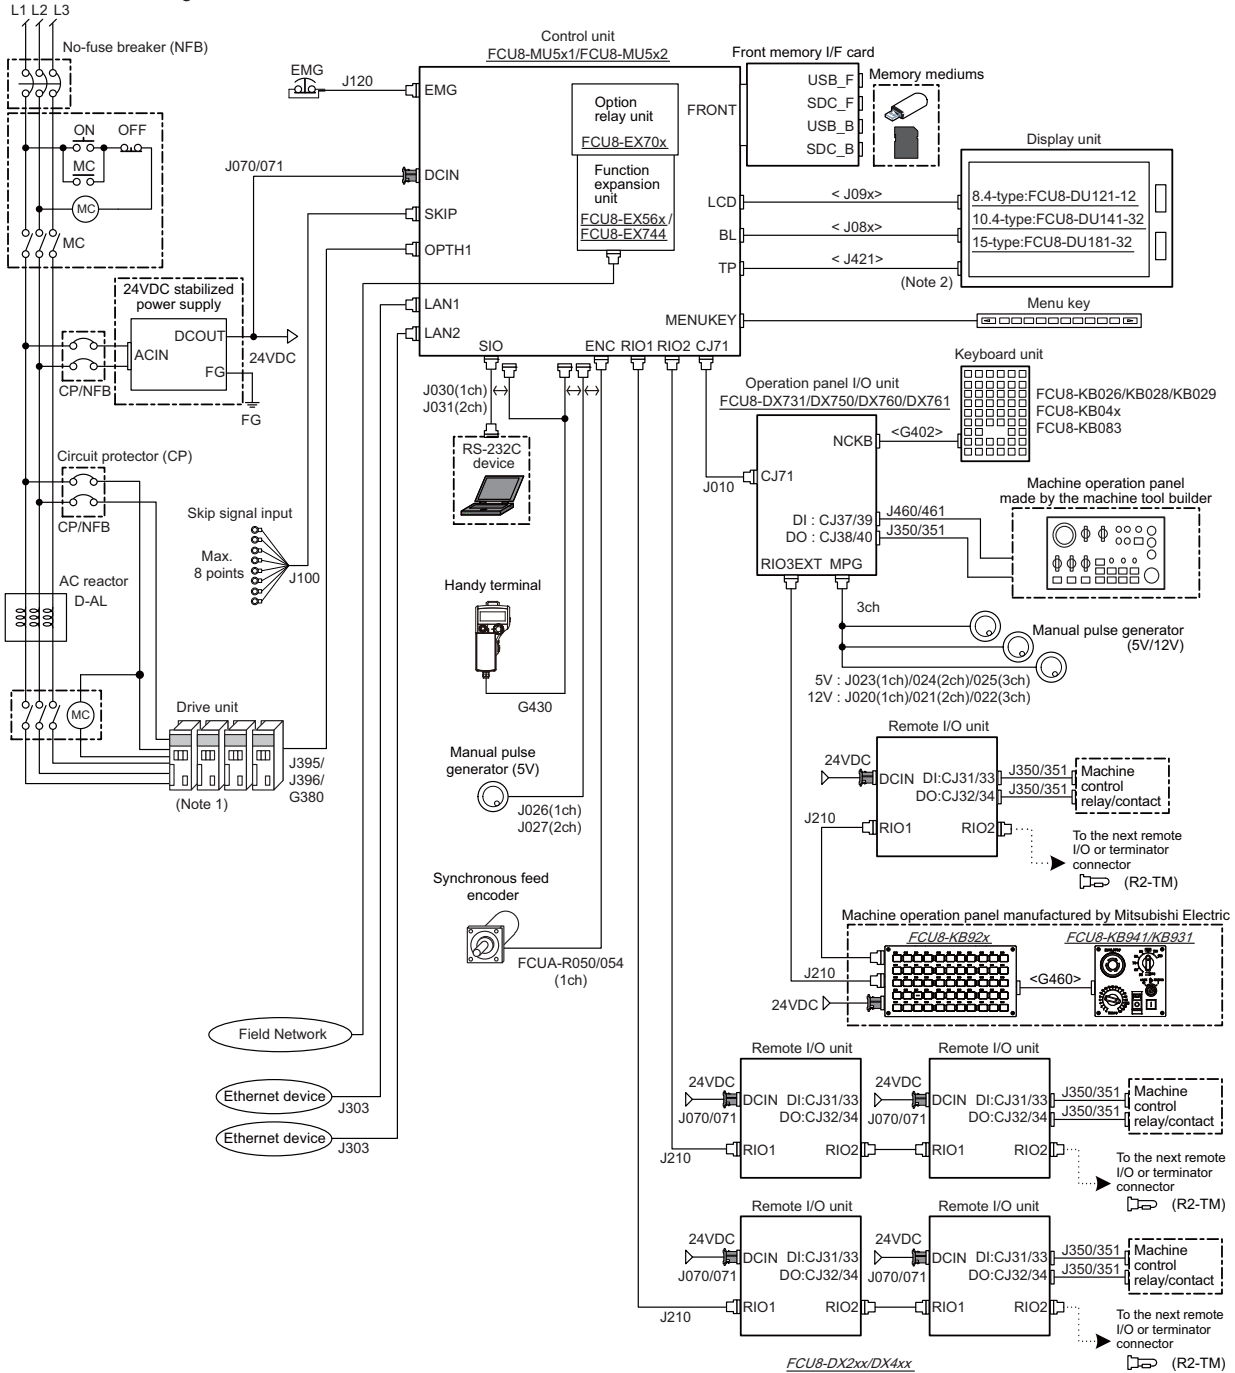 L1 L2 L3
No-fuse breaker (NFB)
ON OFF
MC
MC
MC
EMG
J120
J070/071
24VDC stabilized
power supply
DCOUT
ACIN
FG
24VDC
FG
CP/NFB
Circuit protector (CP)
CP/NFB
AC reactor
D-AL
MC
Skip signal input
Max.
8 points
J100
Drive unit
(Note 1)
J395/
J396/
G380
Control unit
FCU8-MU5x1/FCU8-MU5x2
EMG
DCIN
SKIP
OPTH1
LAN1
LAN2
Option
relay unit
FCU8-EX70x
Function
expansion
unit
FCU8-EX56x /
FCU8-EX744
FRONT
LCD
BL
TP
MENUKEY
SIO ENC RIO1 RIO2 CJ71
Front memory I/F card
USB_F
SDC_F
USB_B
SDC_B
Memory mediums
Display unit
8.4-type:FCU8-DU121-12
10.4-type:FCU8-DU141-32
15-type:FCU8-DU181-32
< J09x>
< J08x>
< J421>
(Note 2)
Menu key
J030(1ch)
J031(2ch)
RS-232C
device
Handy terminal
G430
Manual pulse
generator (5V)
J026(1ch)
J027(2ch)
Synchronous feed
encoder
FCUA-R050/054
(1ch)
Field Network
Ethernet device
J303
Ethernet device
J303
Operation panel I/O unit
FCU8-DX731/DX750/DX760/DX761
J010
CJ71
NCKB
DI : CJ37/39
DO : CJ38/40
RIO3EXT MPG
<G402>
Keyboard unit
FCU8-KB026/KB028/KB029
FCU8-KB04x
FCU8-KB083
Machine operation panel
made by the machine tool builder
J460/461
J350/351
3ch
Manual pulse generator
(5V/12V)
5V : J023(1ch)/024(2ch)/025(3ch)
12V : J020(1ch)/021(2ch)/022(3ch)
Remote I/O unit
24VDC
DCIN DI:CJ31/33
DO:CJ32/34
RIO1 RIO2
J210
J350/351
J350/351
Machine
control
relay/contact
To the next remote
I/O or terminator
connector
(R2-TM)
Machine operation panel manufactured by Mitsubishi Electric
FCU8-KB92x
FCU8-KB941/KB931
J210
24VDC
<G460>
Remote I/O unit
24VDC
J070/071
DCIN DI:CJ31/33
DO:CJ32/34
RIO1 RIO2
J210
Remote I/O unit
24VDC
J070/071
DCIN DI:CJ31/33
DO:CJ32/34
RIO1 RIO2
J350/351
J350/351
Machine
control
relay/contact
To the next remote
I/O or terminator
connector
(R2-TM)
Remote I/O unit
24VDC
J070/071
DCIN DI:CJ31/33
DO:CJ32/34
RIO1 RIO2
J210
Remote I/O unit
24VDC
J070/071
DCIN DI:CJ31/33
DO:CJ32/34
RIO1 RIO2
J350/351
J350/351
Machine
control
relay/contact
To the next remote
I/O or terminator
connector
(R2-TM)
FCU8-DX2xx/DX4xx